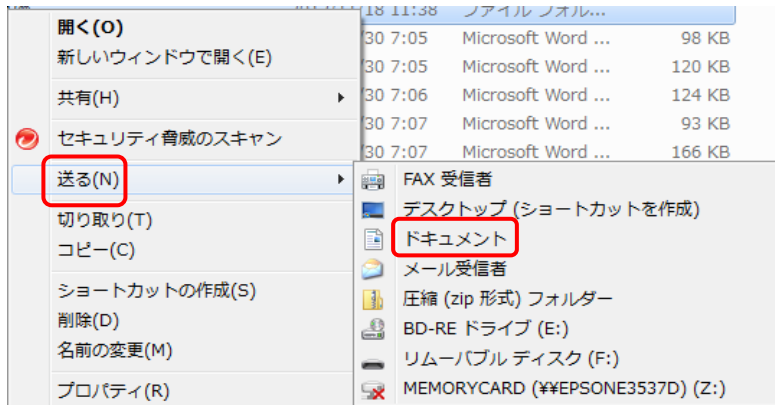 18 11:38 ファイル フォル...
開く(O)
新しいウィンドウで開く(E)
共有(H)
セキュリティ脅威のスキャン
送る(N)
切り取り(T)
コピー(C)
ショートカットの作成(S)
削除(D)
名前の変更(M)
プロパティ(R)
/30 7:05 Microsoft Word ... 98 KB
/30 7:05 Microsoft Word ... 120 KB
/30 7:06 Microsoft Word ... 124 KB
/30 7:07 Microsoft Word ... 93 KB
/30 7:07 Microsoft Word ... 166 KB
FAX 受信者
デスクトップ (ショートカットを作成)
ドキュメント
メール受信者
圧縮 (zip 形式) フォルダー
BD-RE ドライブ (E:)
リムーバブル ディスク (F:)
MEMORYCARD (¥¥EPSONE3537D) (Z:)